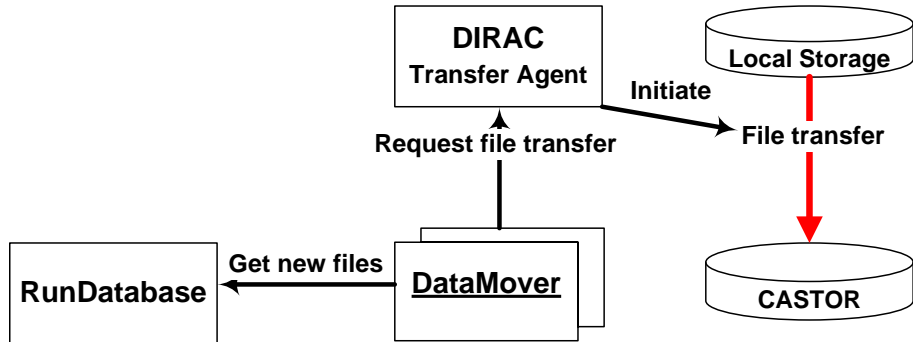 DIRAC
Transfer Agent
Local Storage
Initiate
Request file transfer
File transfer
Get new files
RunDatabase
DataMover
CASTOR